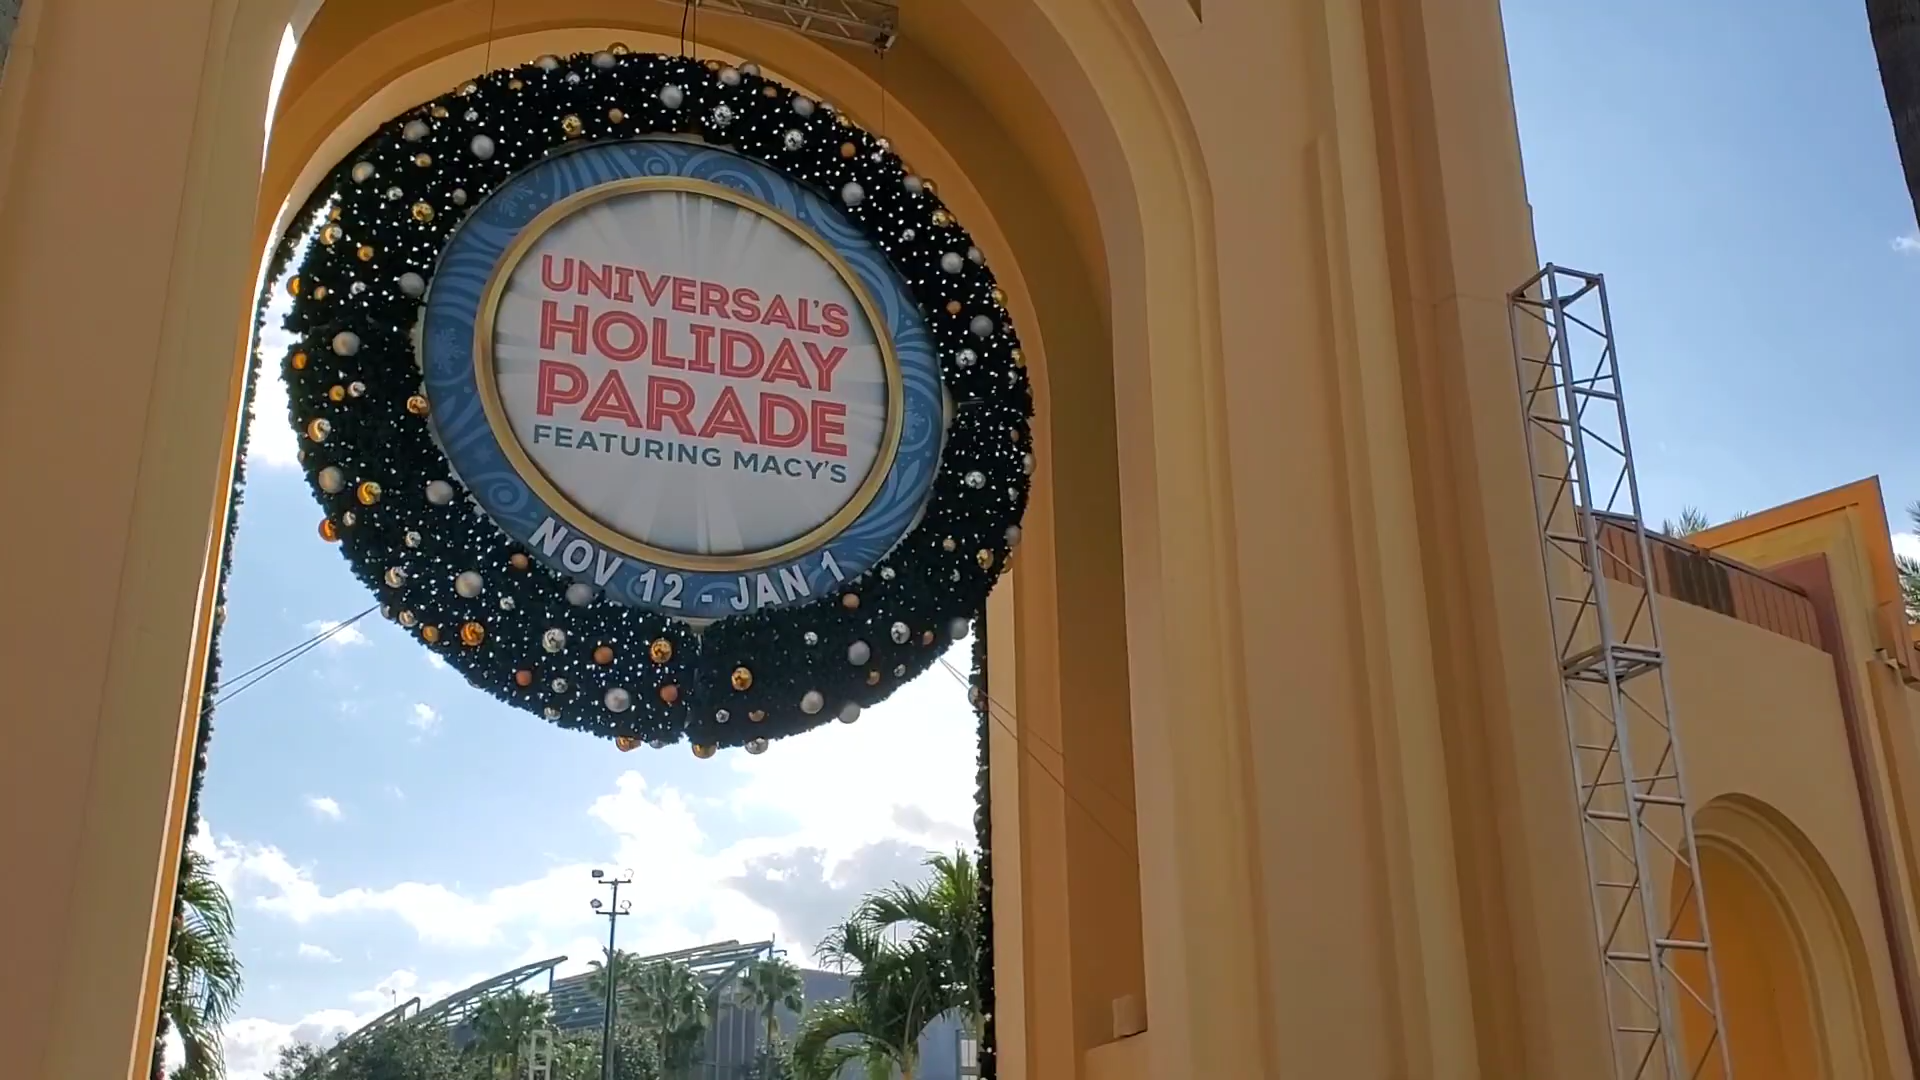 UNIVERSAL'S
HOLIDAY
PARADE
FEATURING MACY'S
NOV 12 - JAN 1